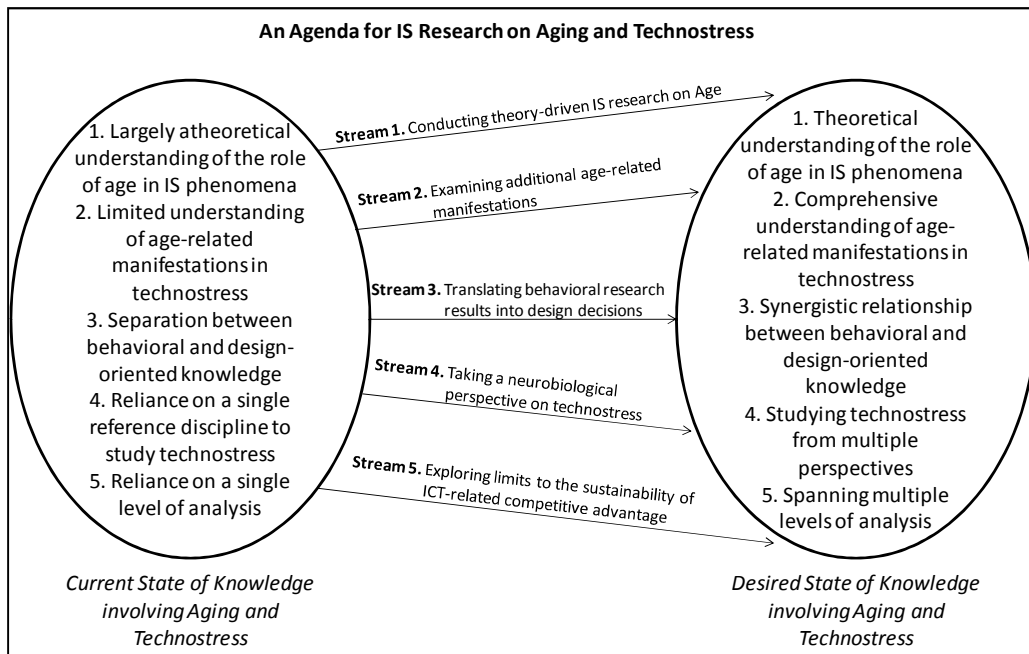 An Agenda for IS Research on Aging and Technostress
1. Largely atheoretical
understanding of the role
of age in IS phenomena
2. Limited understanding
of age-related
manifestations in
technostress
3. Separation between
behavioral and design-
oriented knowledge
4. Reliance on a single
reference discipline to
study technostress
5. Reliance on a single
level of analysis
Current State of Knowledge
involving Aging and
Technostress
Stream 1. Conducting theory-driven IS research on Age
Stream 2. Examining additional age-related
manifestations
Stream 3. Translating behavioral research
results into design decisions
Stream 4. Taking a neurobiological
perspective on technostress
Stream 5. Exploring limits to the sustainability of
ICT-related competitive advantage
1. Theoretical
understanding of the role
of age in IS phenomena
2. Comprehensive
understanding of age-
related manifestations in
technostress
3. Synergistic relationship
between behavioral and
design-oriented
knowledge
4. Studying technostress
from multiple
perspectives
5. Spanning multiple
levels of analysis
Desired State of Knowledge
involving Aging and
Technostress